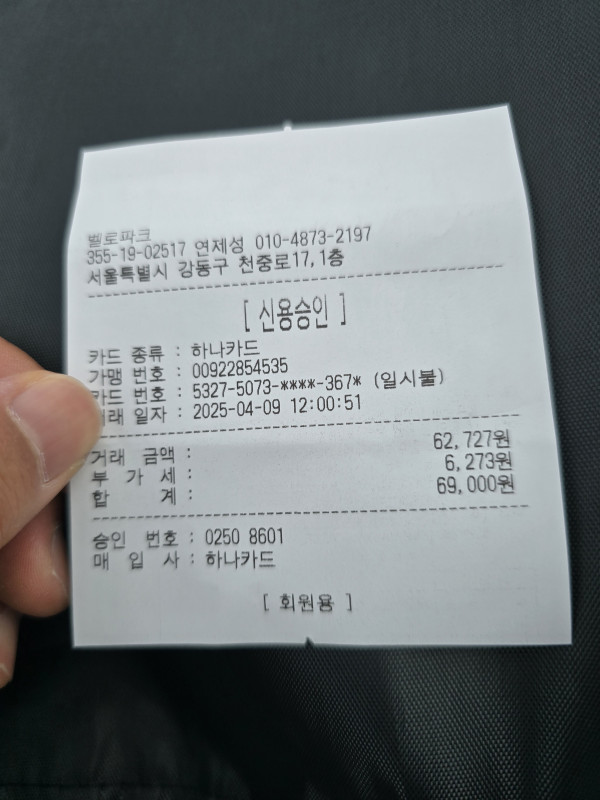 벨로파크
355-19-02517 연제성 010-4873-2197
서울특별시 강동구 천중로17,1층
[ 신용승인 ]
카드 종류 : 하나카드
가맹 번호 : 00922854535
카드 번호 : 5327-5073-****-367* (일시불)
래 일자 : 2025-04-09 12:00:51
거래 금액 : 62,727원
부 가 세 : 6,273원
합 계 : 69,000원
승인 번호 : 0250 8601
매 입 사 : 하나카드
[ 회원용 ]